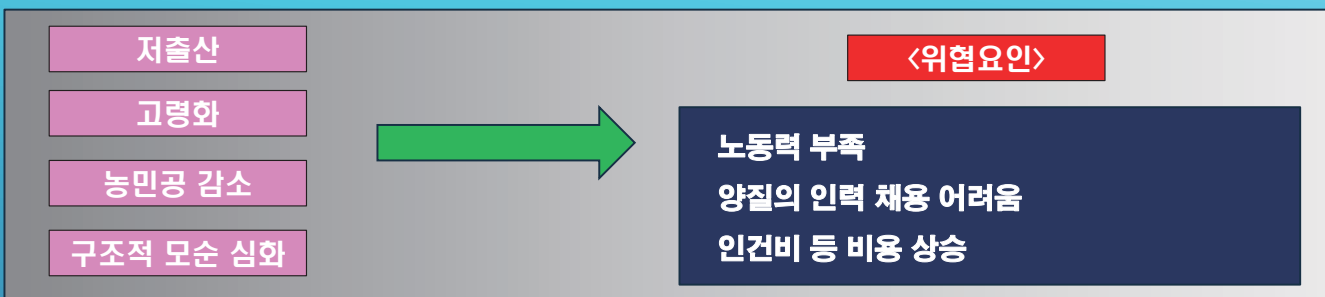 저출산
고령화
농민공 감소
구조적 모순 심화
<위협요인>
노동력 부족
양질의 인력 채용 어려움
인건비 등 비용 상승